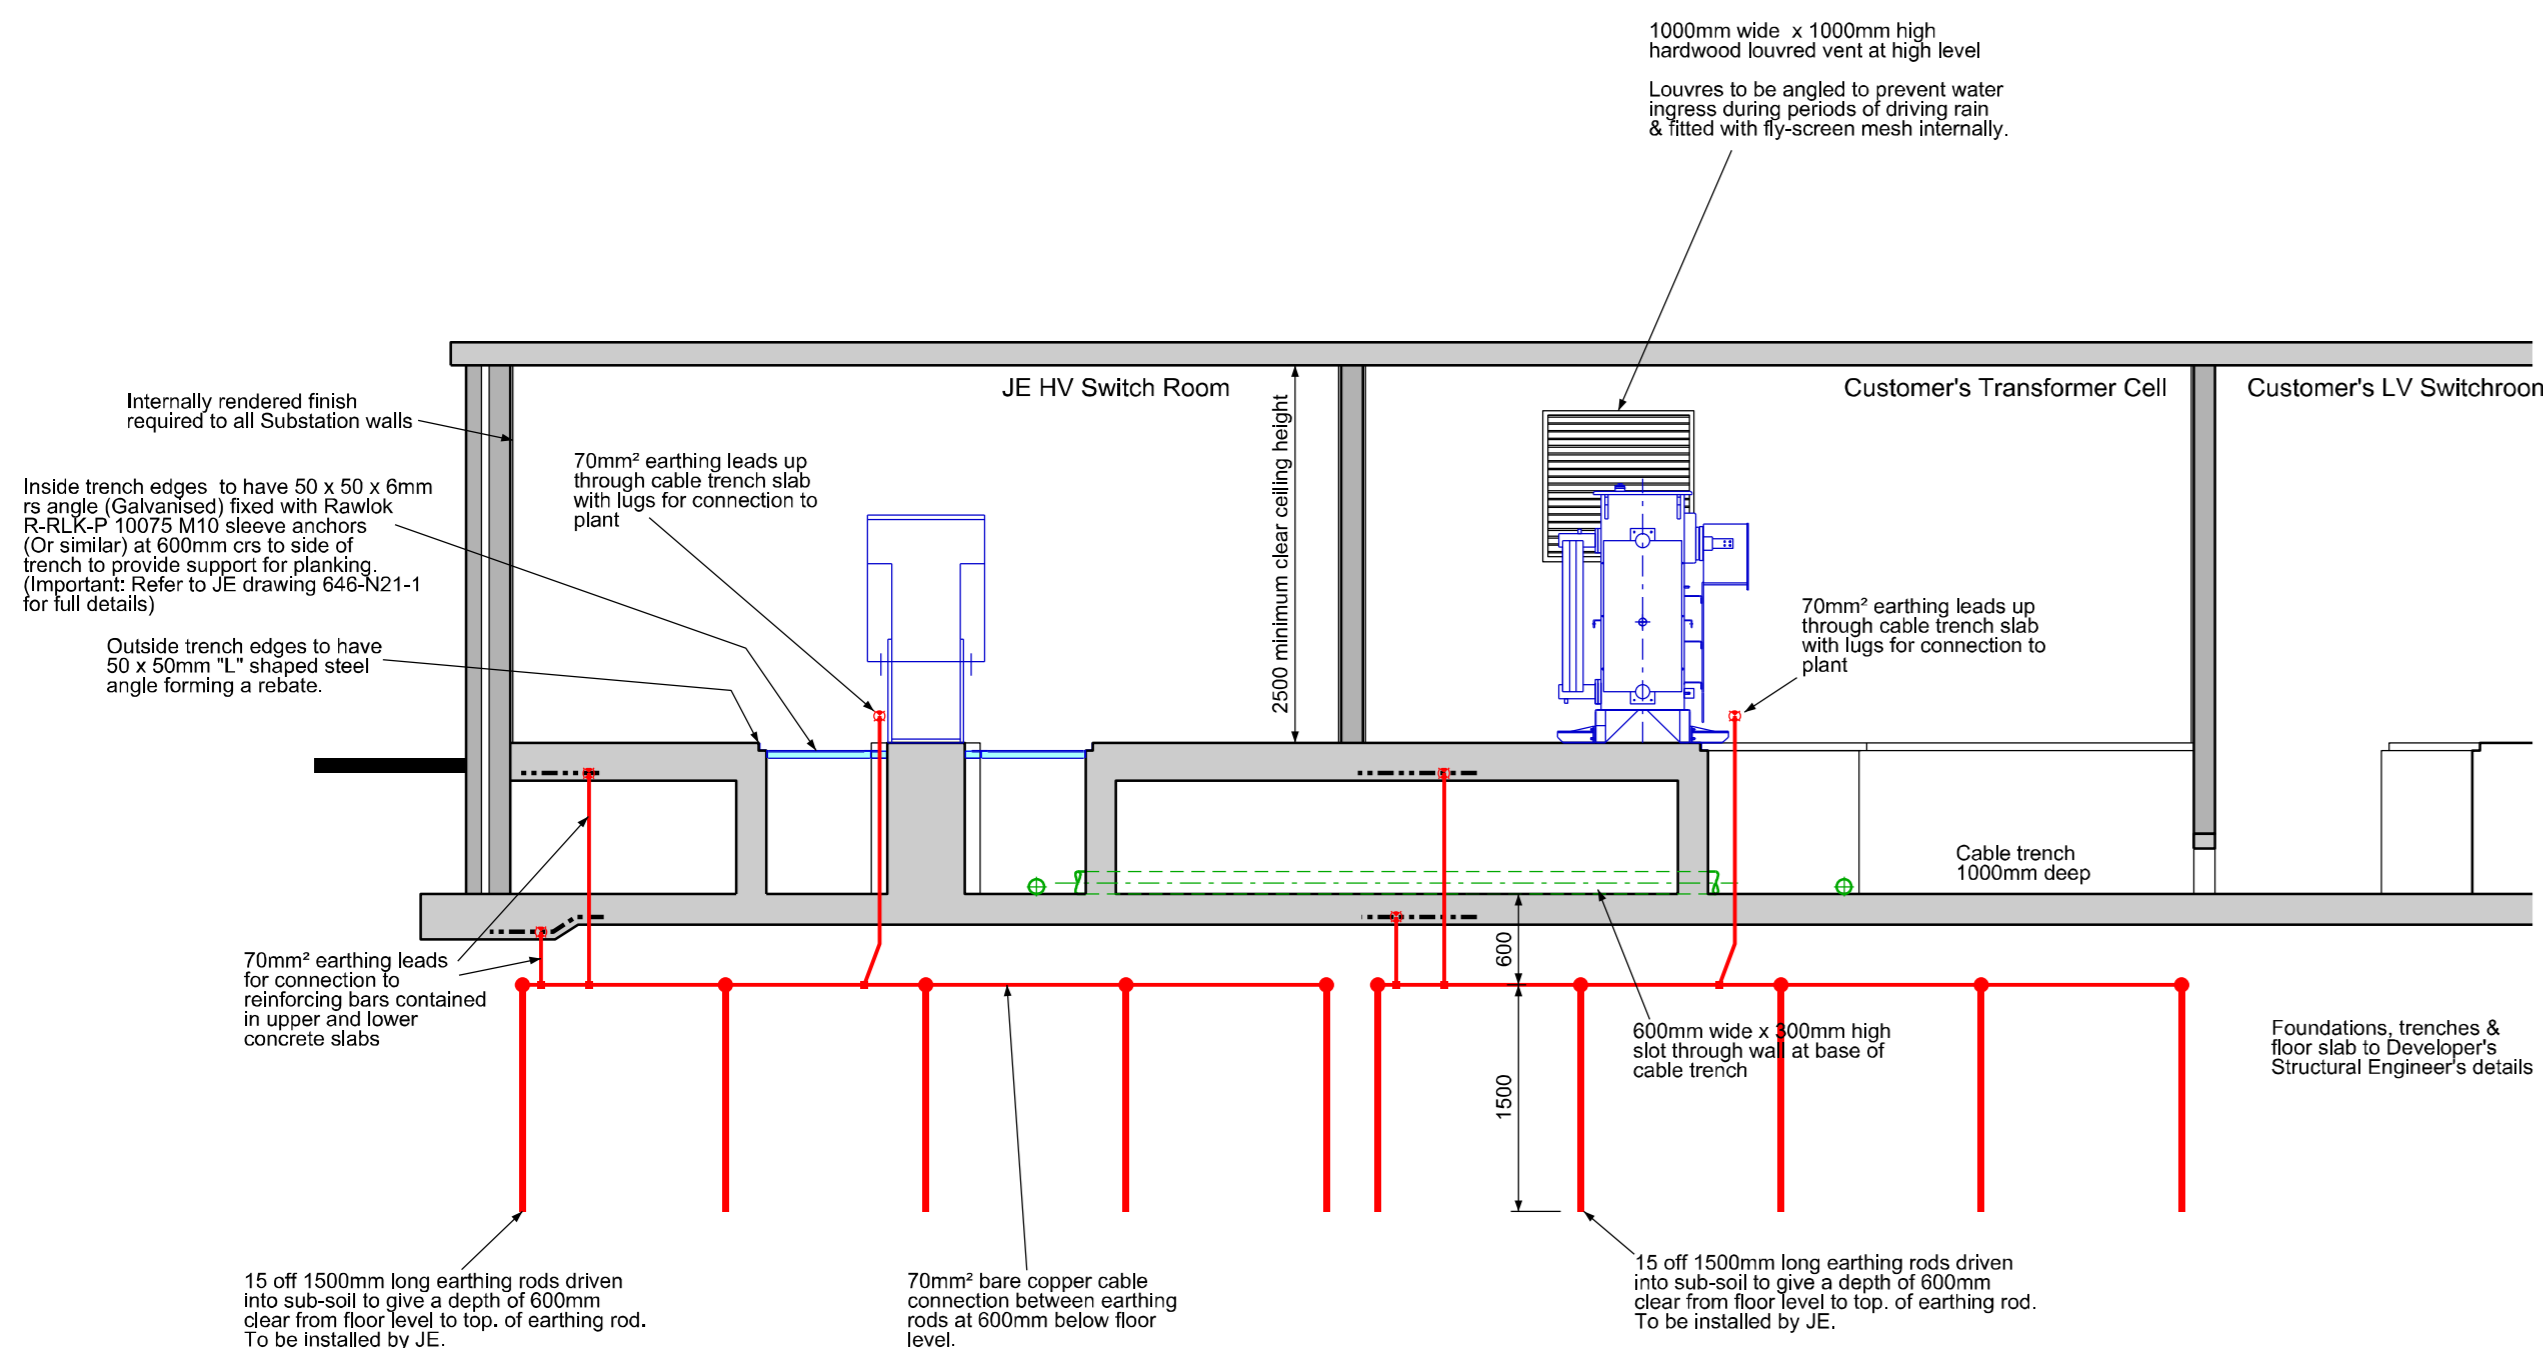 1000mm wide  x 1000mm high
hardwood louvred vent at high level
Louvres to be angled to prevent water
ingress during periods of driving rain
& fitted with fly-screen mesh internally.
JE HV Switch Room
Customer's Transformer Cell
Customer's LV Switchroom
Internally rendered finish
required to all Substation walls
2500 minimum clear ceiling height
70mm² earthing leads up
through cable trench slab
with lugs for connection to
plant
Inside trench edges  to have 50 x 50 x 6mm
rs angle (Galvanised) fixed with Rawlok
R-RLK-P 10075 M10 sleeve anchors
(Or similar) at 600mm crs to side of
trench to provide support for planking.
(Important: Refer to JE drawing 646-N21-1
for full details)
70mm² earthing leads up
through cable trench slab
with lugs for connection to
plant
Outside trench edges to have
50 x 50mm "L" shaped steel
angle forming a rebate.
Cable trench
1000mm deep
70mm² earthing leads
for connection to
reinforcing bars contained
in upper and lower
concrete slabs
600
600mm wide x 300mm high
slot through wall at base of
cable trench
1500
Foundations, trenches &
floor slab to Developer's
Structural Engineer's details
15 off 1500mm long earthing rods driven
into sub-soil to give a depth of 600mm
clear from floor level to top. of earthing rod.
To be installed by JE.
70mm² bare copper cable
connection between earthing
rods at 600mm below floor
level.
15 off 1500mm long earthing rods driven
into sub-soil to give a depth of 600mm
clear from floor level to top. of earthing rod.
To be installed by JE.